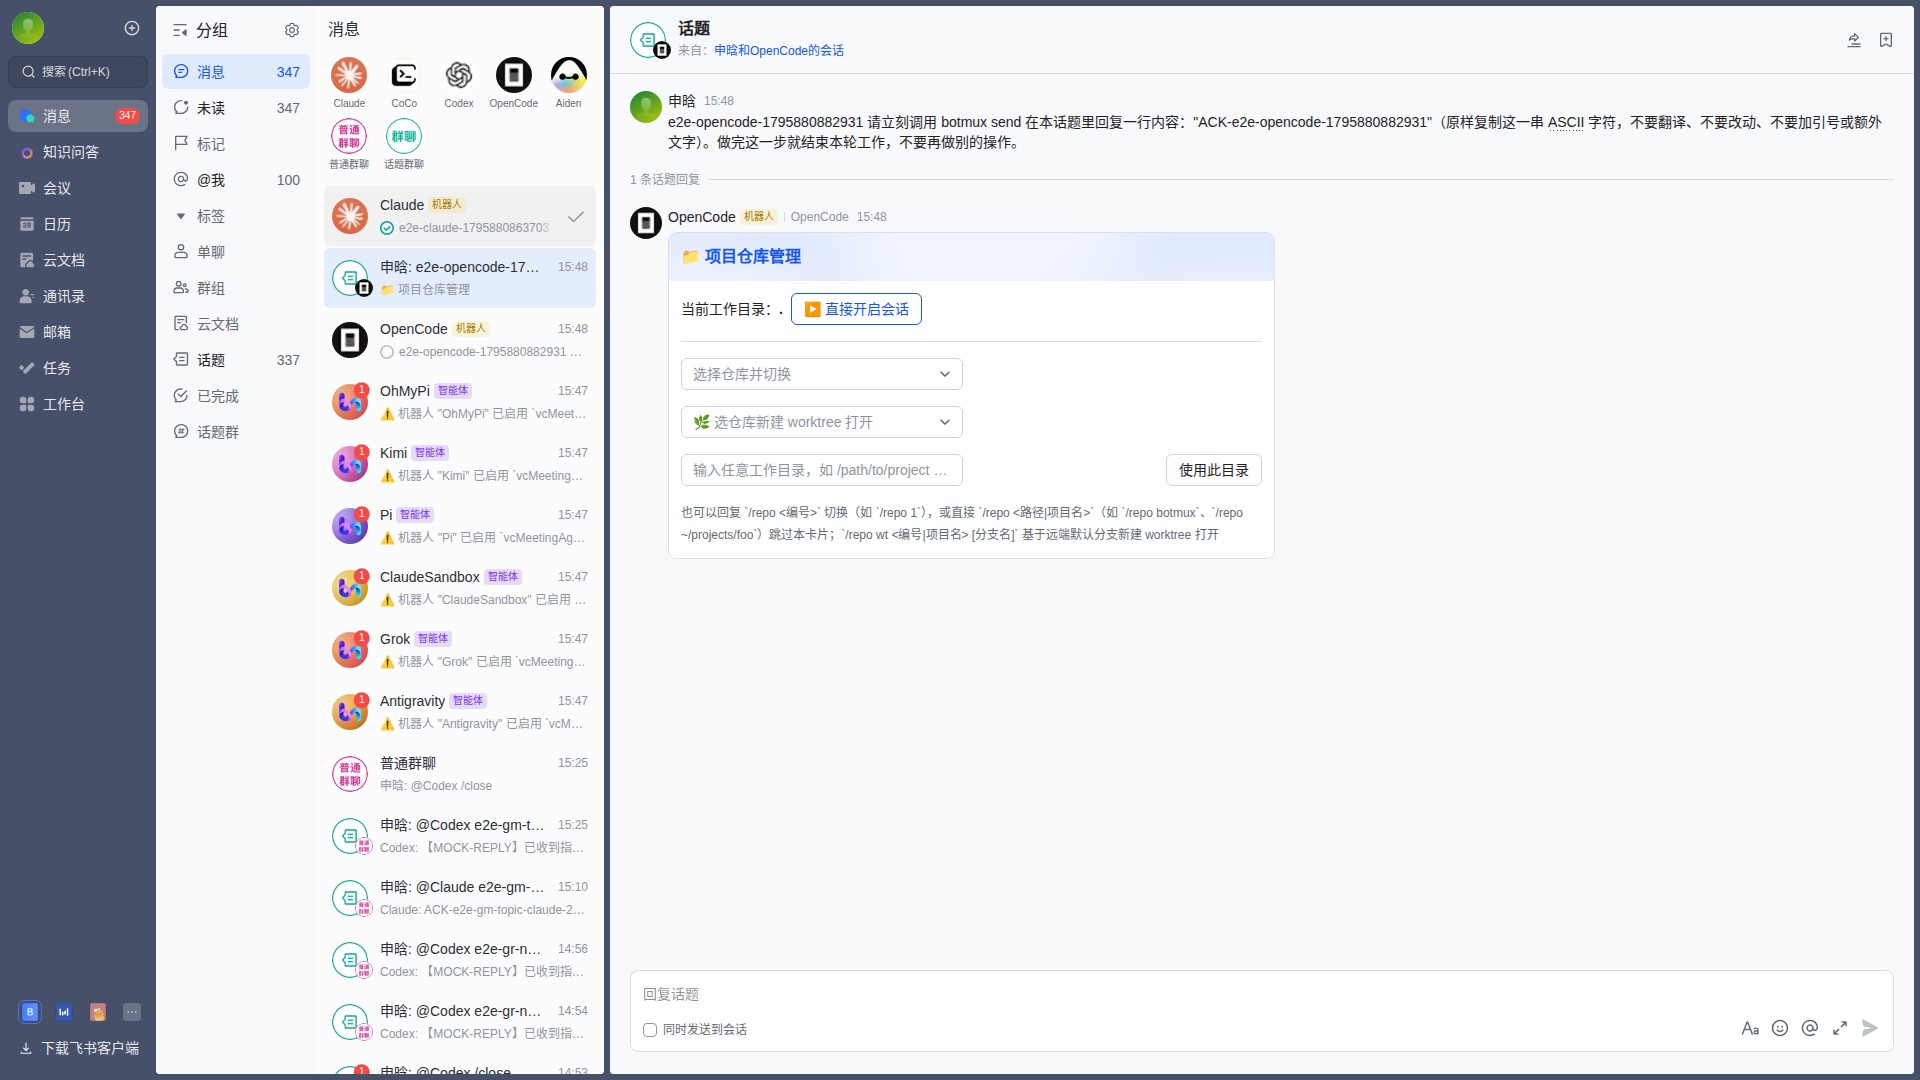 搜索 (Ctrl+K)
消息 347
知识问答
会议
日历
云文档
通讯录
邮箱
任务
工作台
下载飞书客户端
分组
消息 347
未读 347
标记
@我 100
标签
单聊
群组
云文档
话题 337
已完成
话题群
消息
Claude CoCo Codex OpenCode Aiden
普通群聊 群聊
普通群聊 话题群聊
Claude 机器人
e2e-claude-1795880863703
申晗: e2e-opencode-17... 15:48
📁 项目仓库管理
OpenCode 机器人 15:48
e2e-opencode-1795880882931 ...
OhMyPi 智能体 15:47
1
⚠️ 机器人 "OhMyPi" 已启用 `vcMeet...
Kimi 智能体 15:47
1
⚠️ 机器人 "Kimi" 已启用 `vcMeeting...
Pi 智能体 15:47
1
⚠️ 机器人 "Pi" 已启用 `vcMeetingAg...
ClaudeSandbox 智能体 15:47
1
⚠️ 机器人 "ClaudeSandbox" 已启用 ...
Grok 智能体 15:47
1
⚠️ 机器人 "Grok" 已启用 `vcMeeting...
Antigravity 智能体 15:47
1
⚠️ 机器人 "Antigravity" 已启用 `vcM...
普通群聊
普通群聊 15:25
申晗: @Codex /close
申晗: @Codex e2e-gm-t... 15:25
Codex: 【MOCK-REPLY】已收到指...
申晗: @Claude e2e-gm-... 15:10
Claude: ACK-e2e-gm-topic-claude-2...
申晗: @Codex e2e-gr-n... 14:56
Codex: 【MOCK-REPLY】已收到指...
申晗: @Codex e2e-gr-n... 14:54
Codex: 【MOCK-REPLY】已收到指...
1
申晗: @Codex /close 14:53
话题
来自：申晗和OpenCode的会话
申晗 15:48
e2e-opencode-1795880882931 请立刻调用 botmux send 在本话题里回复一行内容："ACK-e2e-opencode-1795880882931"（原样复制这一串 ASCII 字符，不要翻译、不要改动、不要加引号或额外
文字）。做完这一步就结束本轮工作，不要再做别的操作。
1 条话题回复
OpenCode 机器人 | OpenCode 15:48
📁 项目仓库管理
当前工作目录：. ▶️ 直接开启会话
选择仓库并切换
🌿 选仓库新建 worktree 打开
输入任意工作目录，如 /path/to/project ... 使用此目录
也可以回复 `/repo <编号>` 切换（如 `/repo 1`），或直接 `/repo <路径|项目名>`（如 `/repo botmux`、`/repo
~/projects/foo`）跳过本卡片；`/repo wt <编号|项目名> [分支名]` 基于远端默认分支新建 worktree 打开
回复话题
同时发送到会话